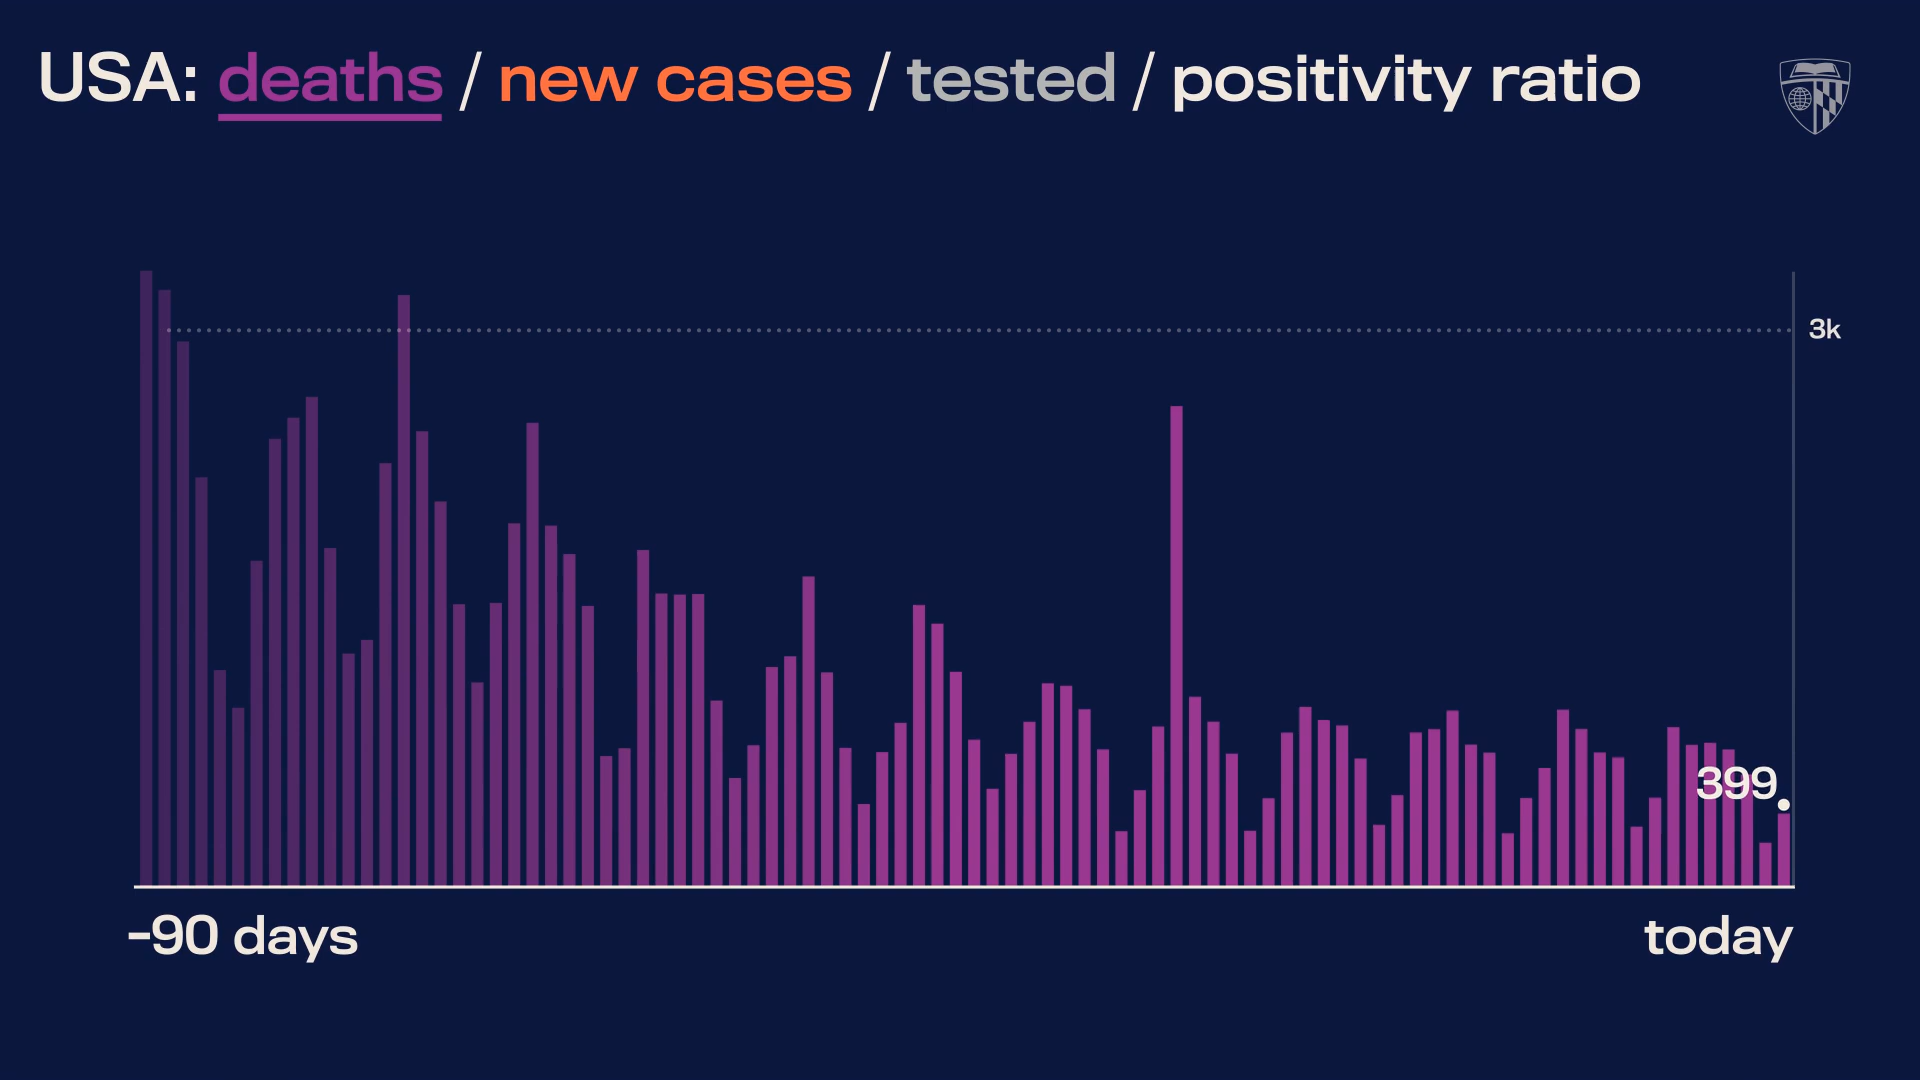 USA: deaths / new cases / tested / positivity ratio
3k
399
-90 days
today